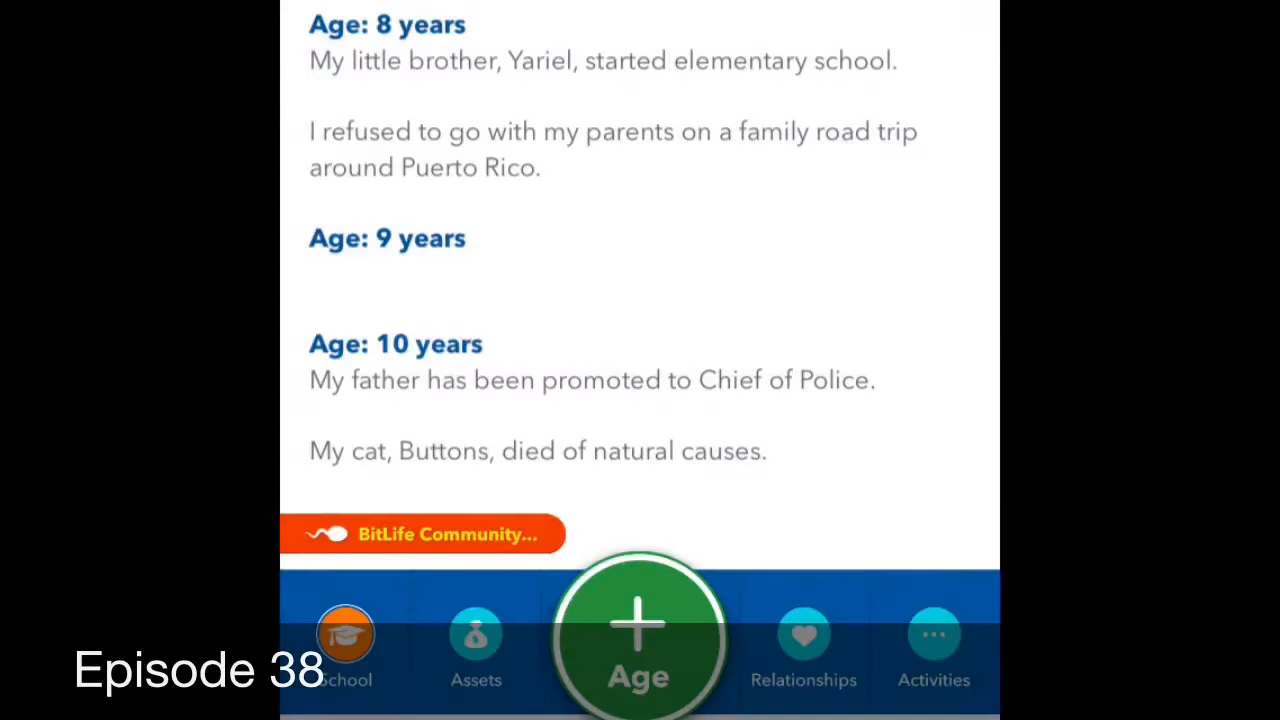 Age: 8 years
My little brother, Yariel, started elementary school.
I refused to go with my parents on a family road trip
around Puerto Rico.
Age: 9 years
Age: 10 years
My father has been promoted to Chief of Police.
My cat, Buttons, died of natural causes.
BitLife Community...
School
Assets
Age
Relationships
Activities
Episode 38